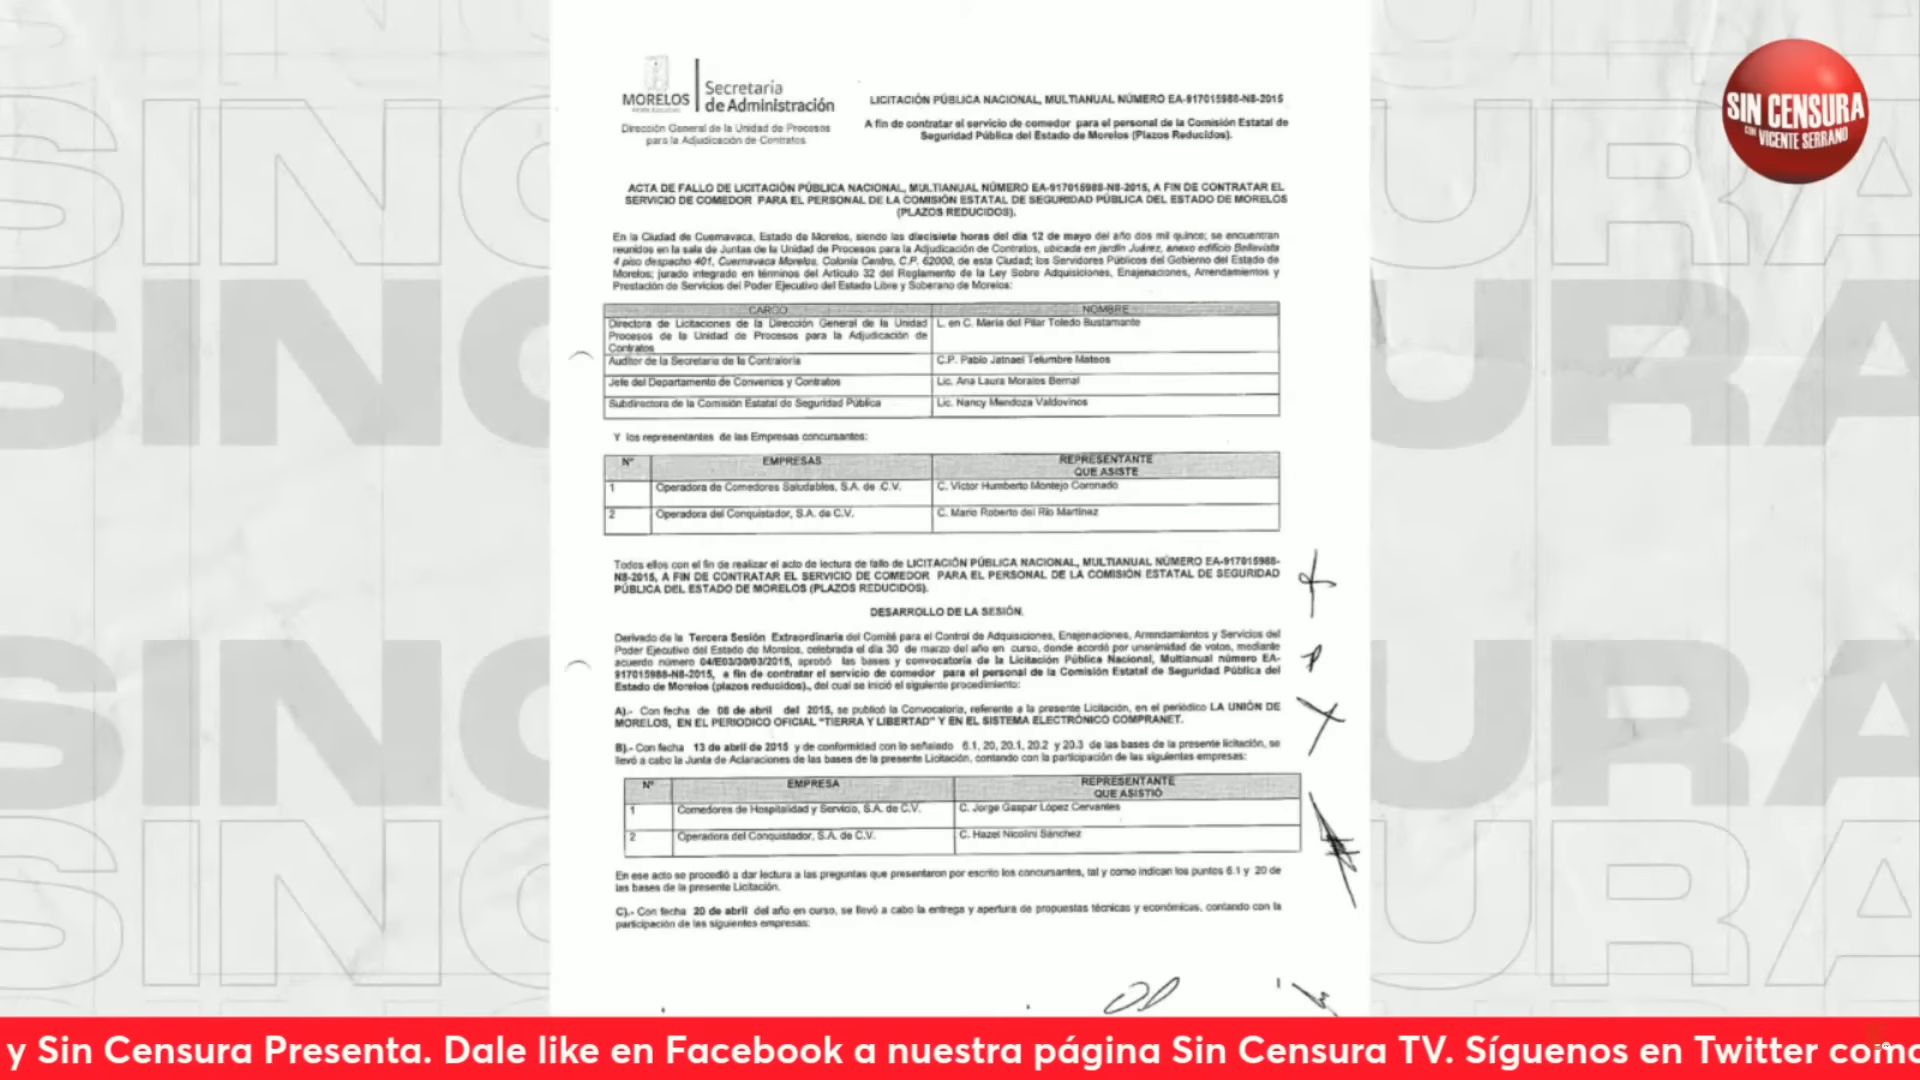 MORELOS
Secretaría
de Administración
Dirección General de la Unidad de Procesos
para la Adjudicación de Contratos
LICITACIÓN PÚBLICA NACIONAL, MULTIANUAL NÚMERO EA-917015988-N8-2015
A fin de contratar el servicio de comedor para el personal de la Comisión Estatal de
Seguridad Pública del Estado de Morelos (Plazos Reducidos).
SIN CENSURA
CON VICENTE SERRANO
ACTA DE FALLO DE LICITACIÓN PÚBLICA NACIONAL, MULTIANUAL NÚMERO EA-917015988-N8-2015, A FIN DE CONTRATAR EL
SERVICIO DE COMEDOR PARA EL PERSONAL DE LA COMISIÓN ESTATAL DE SEGURIDAD PÚBLICA DEL ESTADO DE MORELOS
(PLAZOS REDUCIDOS).
En la Ciudad de Cuernavaca, Estado de Morelos, siendo las diecisiete horas del día 12 de mayo del año dos mil quince; se encuentran
reunidos en la sala de Juntas de la Unidad de Procesos para la Adjudicación de Contratos, ubicada en jardín Juárez, anexo edificio Bellavista
4 piso despacho 401, Cuernavaca Morelos, Colonia Centro, C.P. 62000, de esta Ciudad; los Servidores Públicos del Gobierno del Estado de
Morelos; jurado integrado en términos del Artículo 32 del Reglamento de la Ley Sobre Adquisiciones, Enajenaciones, Arrendamientos y
Prestación de Servicios del Poder Ejecutivo del Estado Libre y Soberano de Morelos:
CARGO NOMBRE
Directora de Licitaciones de la Dirección General de la Unidad L. en C. María del Pilar Toledo Bustamante
Procesos de la Unidad de Procesos para la Adjudicación de
Contratos
Auditor de la Secretaría de la Contraloría C.P. Pablo Jatnael Telumbre Mateos
Jefe del Departamento de Convenios y Contratos Lic. Ana Laura Morales Bernal
Subdirectora de la Comisión Estatal de Seguridad Pública Lic. Nancy Mendoza Valdovinos
Y los representantes de las Empresas concursantes:
N° EMPRESAS REPRESENTANTE
QUE ASISTE
1 Operadora de Comedores Saludables, S.A. de C.V. C. Victor Humberto Montejo Coronado
2 Operadora del Conquistador, S.A. de C.V. C. Mario Roberto del Río Martínez
Todos ellos con el fin de realizar el acto de lectura de fallo de LICITACIÓN PÚBLICA NACIONAL, MULTIANUAL NÚMERO EA-917015988-
N8-2015, A FIN DE CONTRATAR EL SERVICIO DE COMEDOR PARA EL PERSONAL DE LA COMISIÓN ESTATAL DE SEGURIDAD
PÚBLICA DEL ESTADO DE MORELOS (PLAZOS REDUCIDOS).
DESARROLLO DE LA SESIÓN.
Derivado de la Tercera Sesión Extraordinaria del Comité para el Control de Adquisiciones, Enajenaciones, Arrendamientos y Servicios del
Poder Ejecutivo del Estado de Morelos, celebrada el día 30 de marzo del año en curso, donde acordó por unanimidad de votos, mediante
acuerdo número 04/E03/30/03/2015, aprobó las bases y convocatoria de la Licitación Pública Nacional, Multianual número EA-
917015988-N8-2015, a fin de contratar el servicio de comedor para el personal de la Comisión Estatal de Seguridad Pública del
Estado de Morelos (plazos reducidos)., del cual se inició el siguiente procedimiento:
A).- Con fecha de 08 de abril del 2015, se publicó la Convocatoria, referente a la presente Licitación, en el periódico LA UNIÓN DE
MORELOS, EN EL PERIODICO OFICIAL "TIERRA Y LIBERTAD" Y EN EL SISTEMA ELECTRÓNICO COMPRANET.
B).- Con fecha 13 de abril de 2015 y de conformidad con lo señalado 6.1, 20, 20.1, 20.2 y 20.3 de las bases de la presente licitación, se
llevó a cabo la Junta de Aclaraciones de las bases de la presente Licitación, contando con la participación de las siguientes empresas:
N° EMPRESA REPRESENTANTE
QUE ASISTIÓ
1 Comedores de Hospitalidad y Servicio, S.A. de C.V. C. Jorge Gaspar López Cervantes
2 Operadora del Conquistador, S.A. de C.V. C. Hazel Nicolini Sánchez
En ese acto se procedió a dar lectura a las preguntas que presentaron por escrito los concursantes, tal y como indican los puntos 6.1 y 20 de
las bases de la presente Licitación.
C).- Con fecha 20 de abril del año en curso, se llevó a cabo la entrega y apertura de propuestas técnicas y económicas, contando con la
participación de las siguientes empresas:
y Sin Censura Presenta. Dale like en Facebook a nuestra página Sin Censura TV. Síguenos en Twitter como